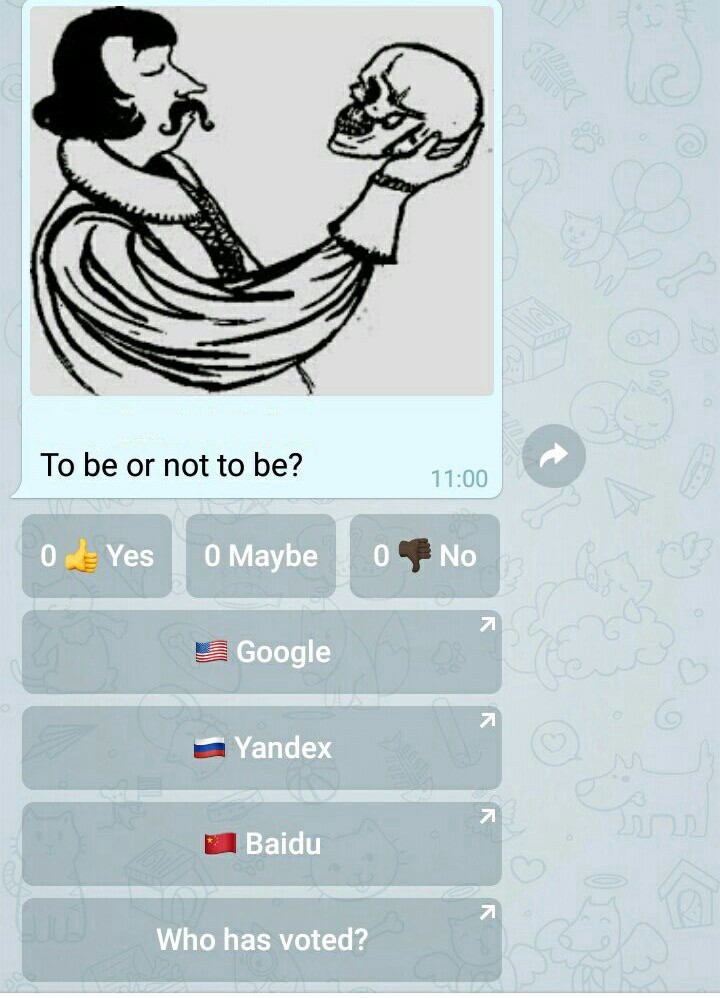 To be or not to be?
11:00
0 👍 Yes
0 Maybe
0 👎🏿 No
🇺🇸 Google
🇷🇺 Yandex
🇨🇳 Baidu
Who has voted?